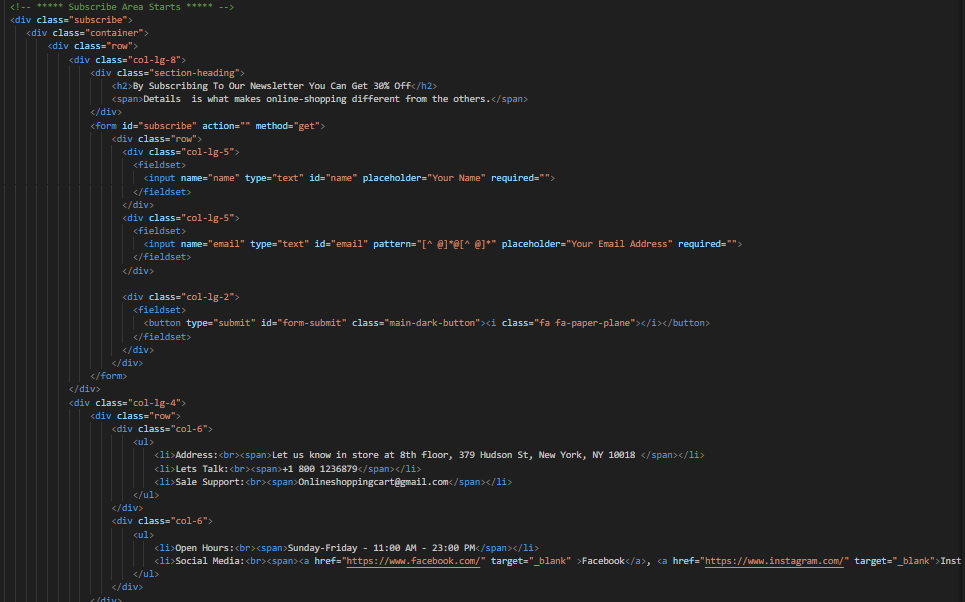 <!-- ***** Subscribe Area Starts ***** -->
<div class="subscribe">
<div class="container">
<div class="row">
<div class="col-lg-8">
<div class="section-heading">
<h2>By Subscribing To Our Newsletter You Can Get 30% Off</h2>
<span>Details  is what makes online-shopping different from the others.</span>
</div>
<form id="subscribe" action="" method="get">
<div class="row">
<div class="col-lg-5">
<fieldset>
<input name="name" type="text" id="name" placeholder="Your Name" required="">
</fieldset>
</div>
<div class="col-lg-5">
<fieldset>
<input name="email" type="text" id="email" pattern="[^ @]*@[^ @]*" placeholder="Your Email Address" required="">
</fieldset>
</div>
<div class="col-lg-2">
<fieldset>
<button type="submit" id="form-submit" class="main-dark-button"><i class="fa fa-paper-plane"></i></button>
</fieldset>
</div>
</div>
</form>
</div>
<div class="col-lg-4">
<div class="row">
<div class="col-6">
<ul>
<li>Address:<br><span>Let us know in store at 8th floor, 379 Hudson St, New York, NY 10018 </span></li>
<li>Lets Talk:<br><span>+1 800 1236879</span></li>
<li>Sale Support:<br><span>Onlineshoppingcart@gmail.com</span></li>
</ul>
</div>
<div class="col-6">
<ul>
<li>Open Hours:<br><span>Sunday-Friday - 11:00 AM - 23:00 PM</span></li>
<li>Social Media:<br><span><a href="https://www.facebook.com/" target="_blank" >Facebook</a>, <a href="https://www.instagram.com/" target="_blank">Inst
</ul>
</div>
</div>